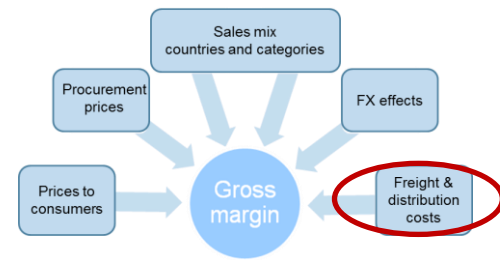 Sales mix
countries and categories
Procurement
prices
FX effects
Prices to
consumers
Gross
margin
Freight &
distribution
costs